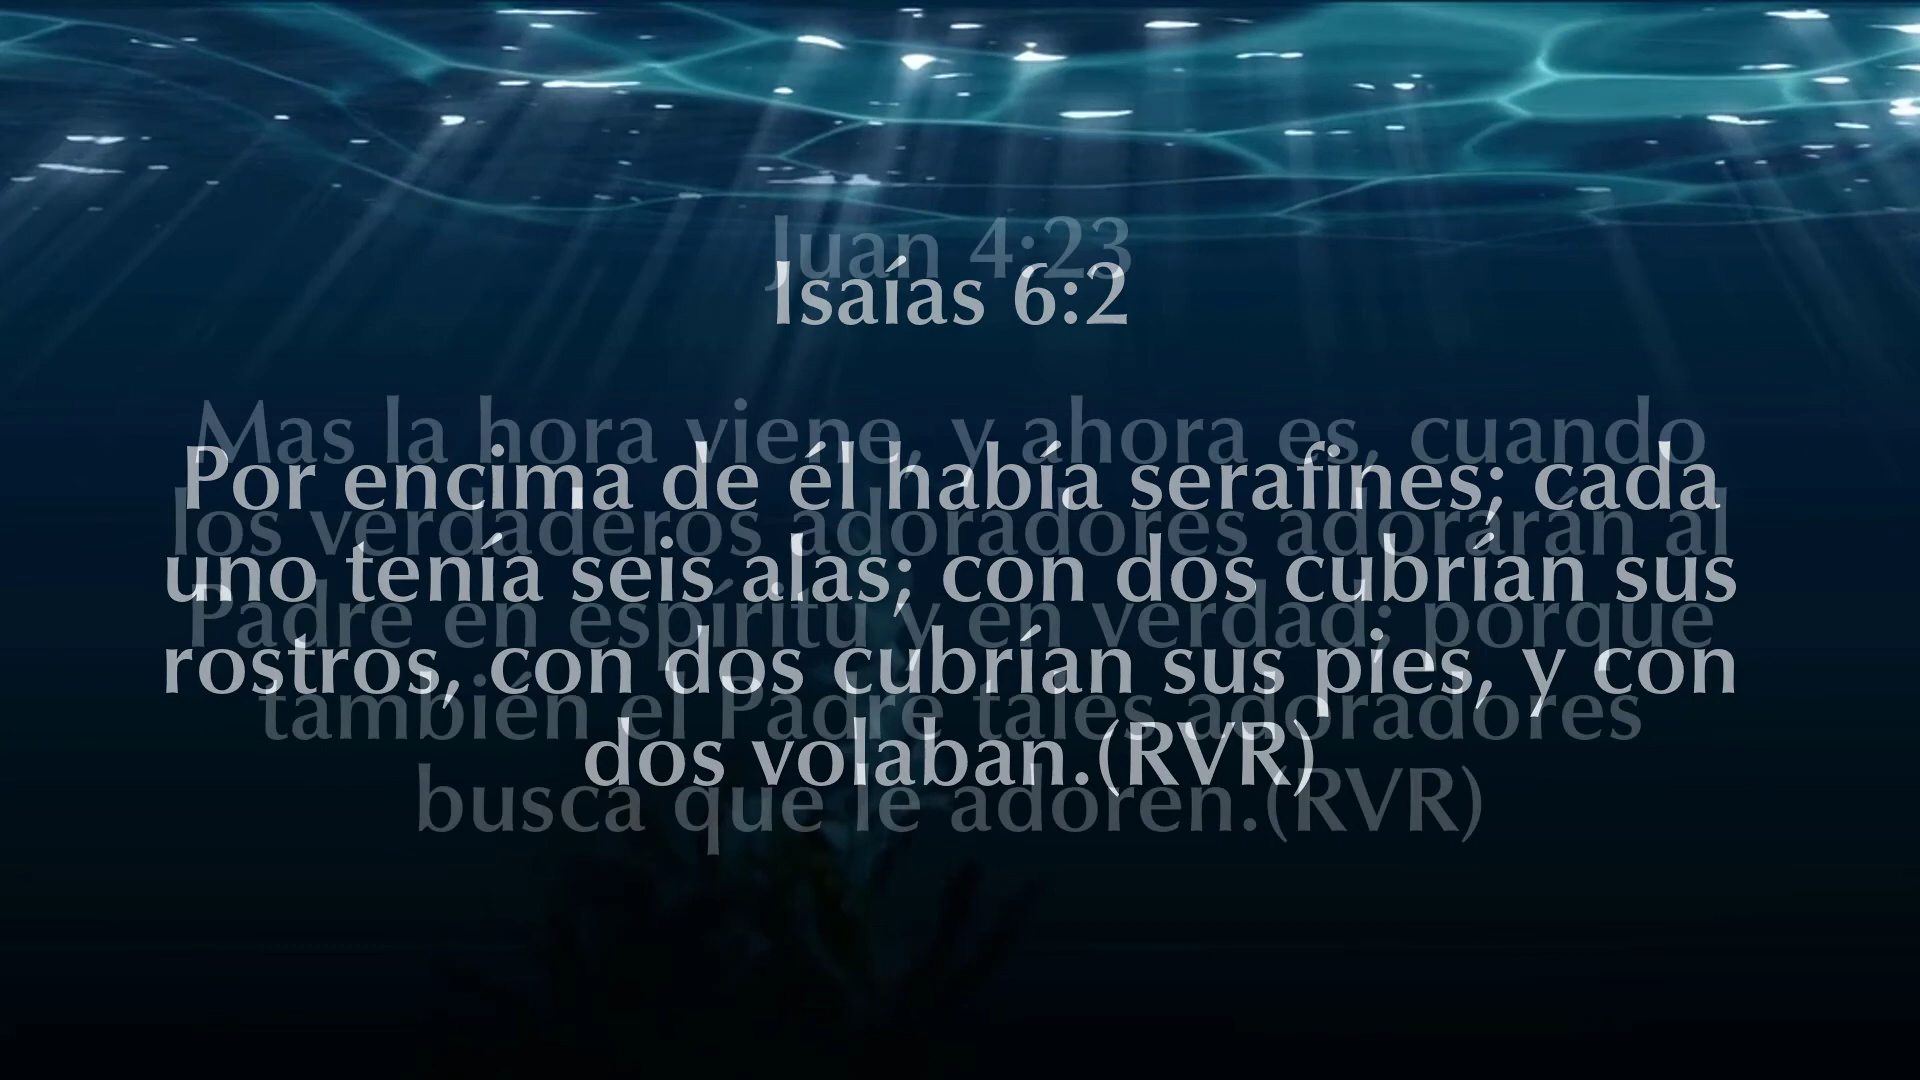 Juan 4:23
Isaías 6:2
Mas la hora viene, y ahora es, cuando
Por encima de él había serafines; cada
los verdaderos adoradores adorarán al
uno tenía seis alas; con dos cubrían sus
Padre en espíritu y en verdad; porque
rostros, con dos cubrían sus pies, y con
también el Padre tales adoradores
dos volaban.(RVR)
busca que le adoren.(RVR)